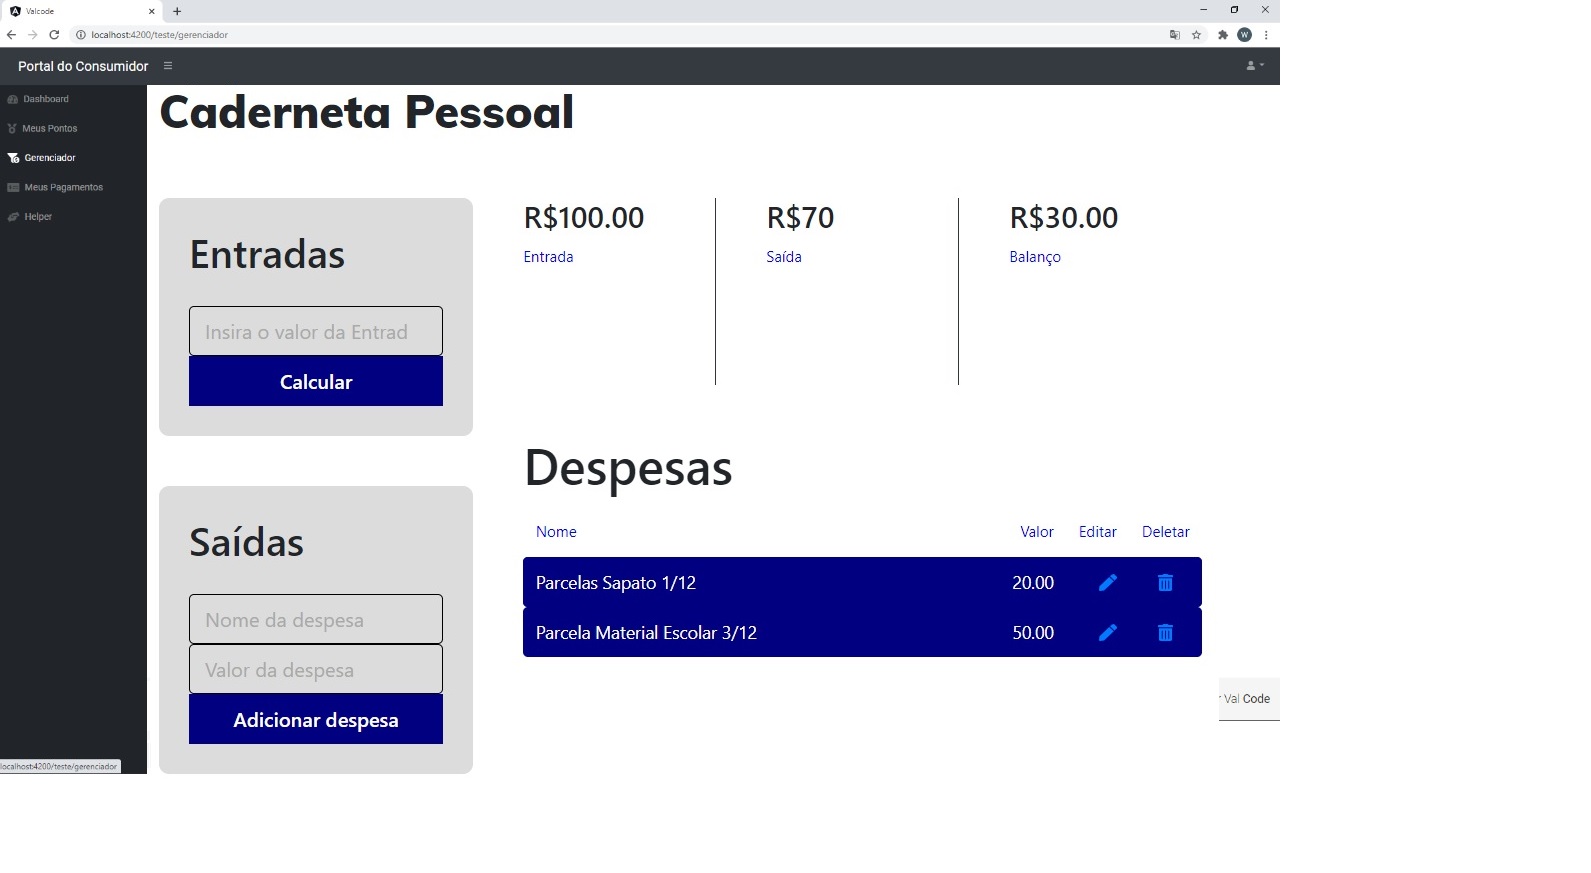 Valcode
localhost:4200/teste/gerenciador
W
Portal do Consumidor
Dashboard
Meus Pontos
Gerenciador
Meus Pagamentos
Helper
Caderneta Pessoal
Entradas
Insira o valor da Entrad
Calcular
R$100.00
Entrada
R$70
Saída
R$30.00
Balanço
Saídas
Nome da despesa
Valor da despesa
Adicionar despesa
Despesas
Nome Valor Editar Deletar
Parcelas Sapato 1/12 20.00
Parcela Material Escolar 3/12 50.00
Val Code
localhost:4200/teste/gerenciador